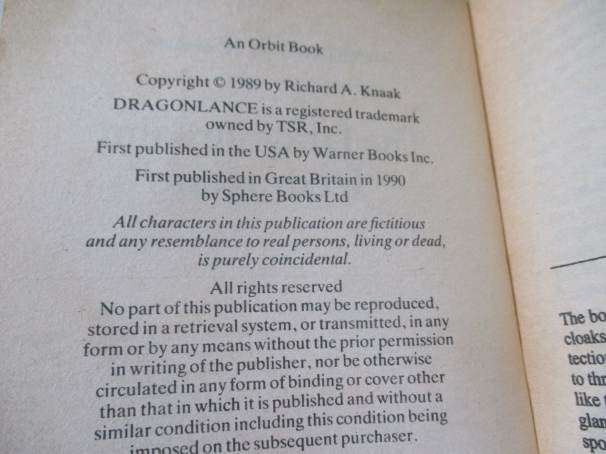 An Orbit Book
Copyright © 1989 by Richard A. Knaak
DRAGONLANCE is a registered trademark
owned by TSR, Inc.
First published in the USA by Warner Books Inc.
First published in Great Britain in 1990
by Sphere Books Ltd
All characters in this publication are fictitious
and any resemblance to real persons, living or dead,
is purely coincidental.
All rights reserved
No part of this publication may be reproduced,
stored in a retrieval system, or transmitted, in any
form or by any means without the prior permission
in writing of the publisher, nor be otherwise
circulated in any form of binding or cover other
than that in which it is published and without a
similar condition including this condition being
imposed on the subsequent purchaser.
The bo
cloaks
tectio
to thr
like
glan
spo